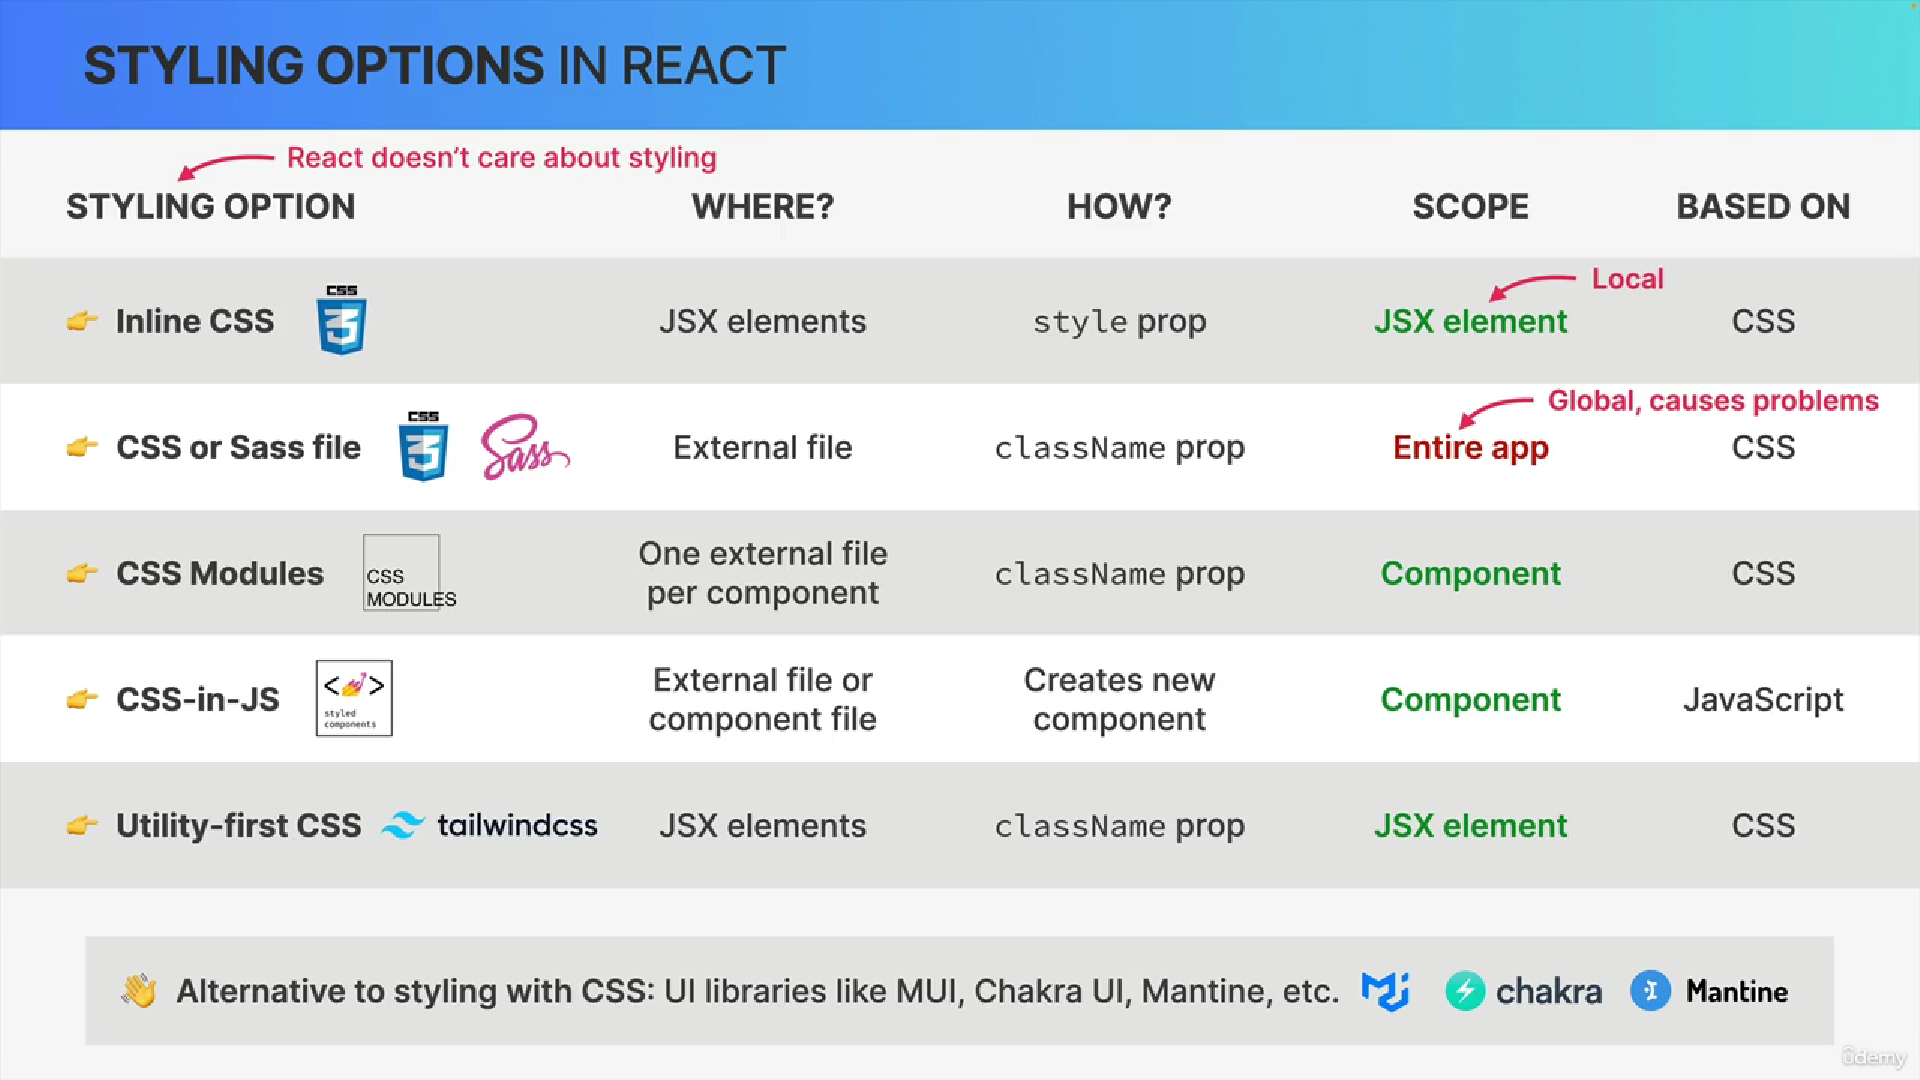 STYLING OPTIONS IN REACT
React doesn’t care about styling
STYLING OPTION WHERE? HOW? SCOPE BASED ON
Local
Inline CSS CSS 3 JSX elements style prop JSX element CSS
Global, causes problems
CSS or Sass file CSS 3 Sass External file className prop Entire app CSS
CSS Modules CSS MODULES One external file per component className prop Component CSS
CSS-in-JS < > styled components External file or component file Creates new component Component JavaScript
Utility-first CSS tailwindcss JSX elements className prop JSX element CSS
Alternative to styling with CSS: UI libraries like MUI, Chakra UI, Mantine, etc. chakra Mantine
ûdemy